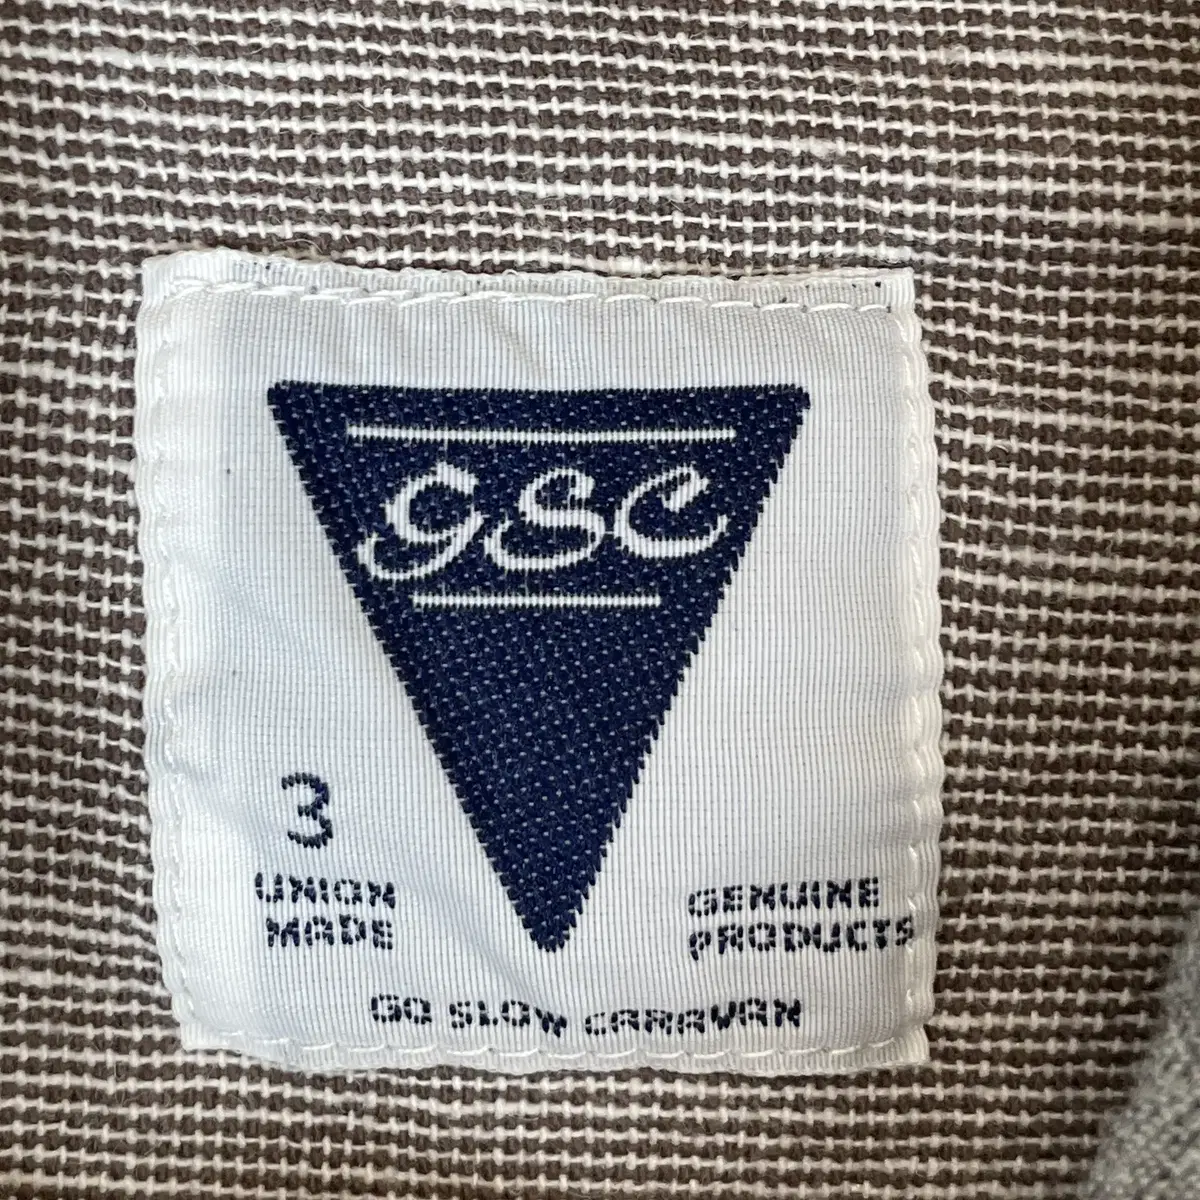 GSC
3
UNION
MADE
GENUINE
PRODUCTS
GO SLOW CARAVAN